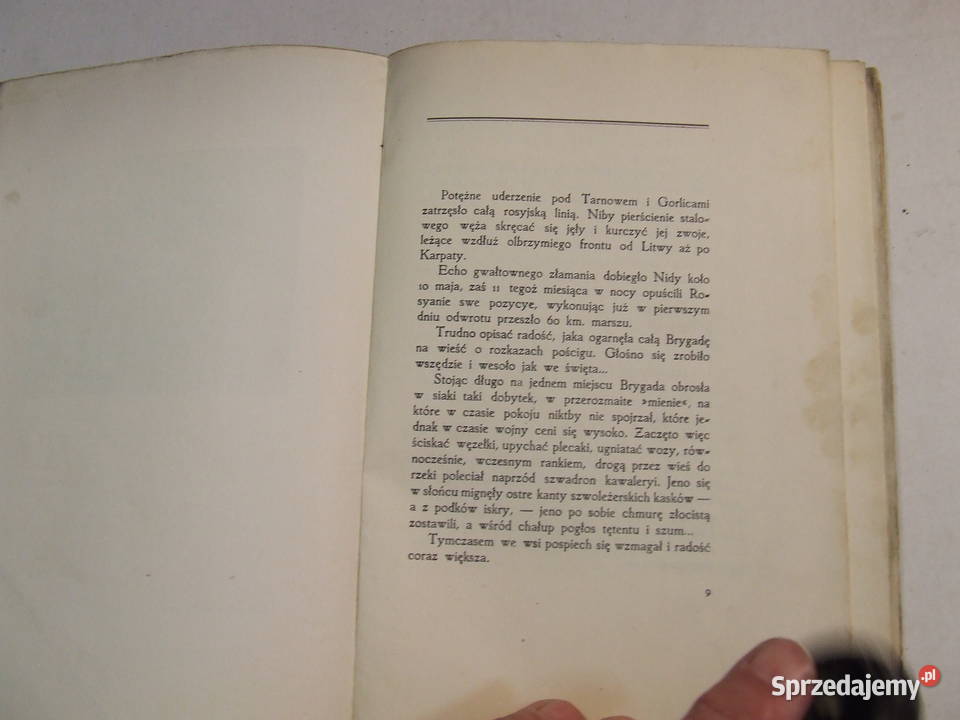 Potężne uderzenie pod Tarnowem i Gorlicami
zatrzęsło całą rosyjską linią. Niby pierścienie stalo-
wego węża skręcać się jęły i kurczyć jej zwoje,
leżące wzdłuż olbrzymiego frontu od Litwy aż po
Karpaty.
Echo gwałtownego złamania dobiegło Nidy koło
10 maja, zaś 11 tegoż miesiąca w nocy opuścili Ro-
syanie swe pozycye, wykonując już w pierwszym
dniu odwrotu przeszło 60 km. marszu.
Trudno opisać radość, jaka ogarnęła całą Brygadę
na wieść o rozkazach pościgu. Głośno się zrobiło
wszędzie i wesoło jak we święta...
Stojąc długo na jednem miejscu Brygada obrosła
w siaki taki dobytek, w przerozmaite »mienie«, na
które w czasie pokoju niktby nie spojrzał, które je-
dnak w czasie wojny ceni się wysoko. Zaczęto więc
ściskać węzełki, upychać plecaki, ugniatać wozy, rów-
nocześnie, wczesnym rankiem, drogą przez wieś do
rzeki poleciał naprzód szwadron kawaleryi. Jeno się
w słońcu mignęły ostre kanty szwoleżerskich kasków —
a z podków iskry, — jeno po sobie chmurę złocistą
zostawili, a wśród chałup pogłos tętentu i szum...
Tymczasem we wsi pospiech się wzmagał i radość
coraz większa.
9
Sprzedajemy.pl